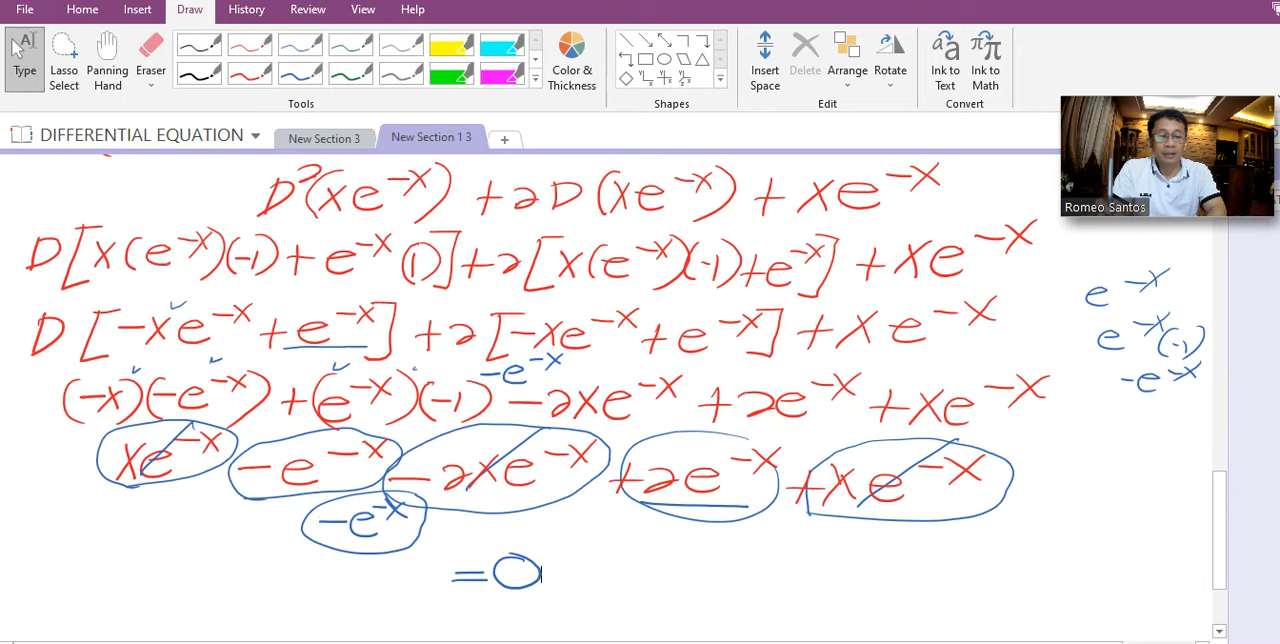 File Home Insert Draw History Review View Help
Type Lasso Select Panning Hand Eraser Color & Thickness Insert Space Delete Arrange Rotate Ink to Text Ink to Math
Tools Shapes Edit Convert
DIFFERENTIAL EQUATION New Section 3 New Section 1 3 +
Romeo Santos
D²(xe^-x) + 2D(xe^-x) + xe^-x
D[x(e^-x)(-1) + e^-x(1)] + 2[x(e^-x)(-1) + e^-x] + xe^-x
e^-x
D[-xe^-x + e^-x] + 2[-xe^-x + e^-x] + xe^-x
e^-x(-1)
-e^-x
-e^-x
(-x)(-e^-x) + (e^-x)(-1) - 2xe^-x + 2e^-x + xe^-x
xe^-x - e^-x - 2xe^-x + 2e^-x + xe^-x
-e^-x
= 0